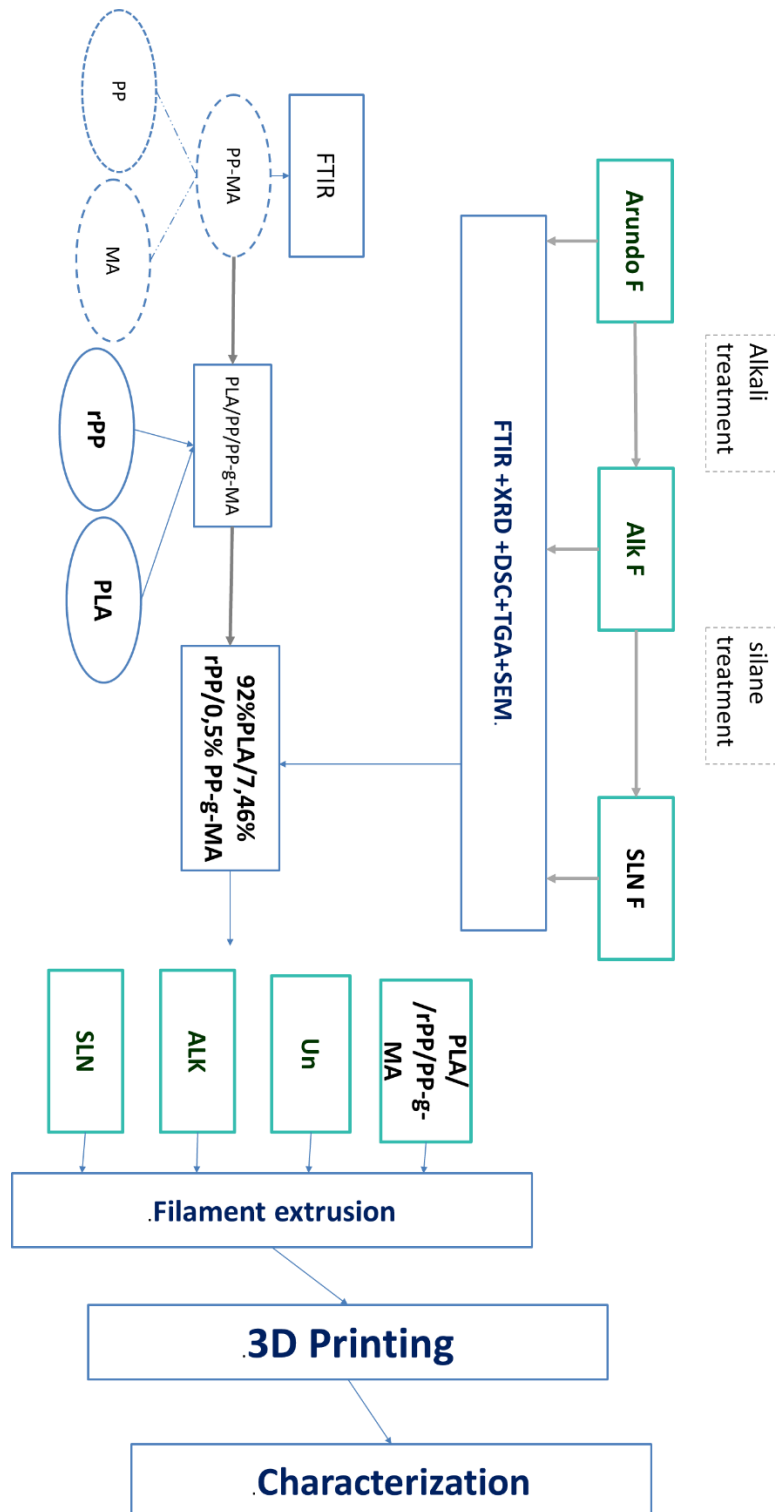 PP
MA
PP-MA
FTIR
rPP
PLA
PLA/PP/PP-g-MA
92%PLA/7,46%
rPP/0,5% PP-g-MA
Arundo F
Alkali
treatment
Alk F
silane
treatment
SLN F
FTIR +XRD +DSC+TGA+SEM.
SLN
ALK
Un
PLA/
/rPP/PP-g-
MA
.Filament extrusion
.3D Printing
.Characterization